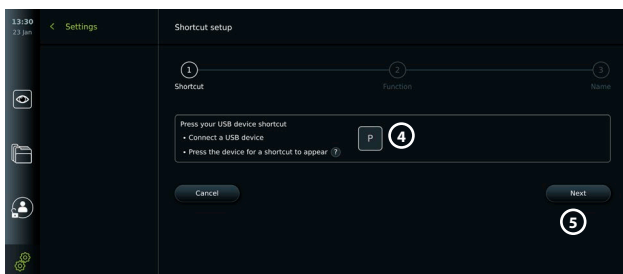 13:30
23 Jan
Settings
Shortcut setup
1
2
3
Shortcut
Function
Name
Press your USB device shortcut
• Connect a USB device
• Press the device for a shortcut to appear ?
P
4
Cancel
Next
5